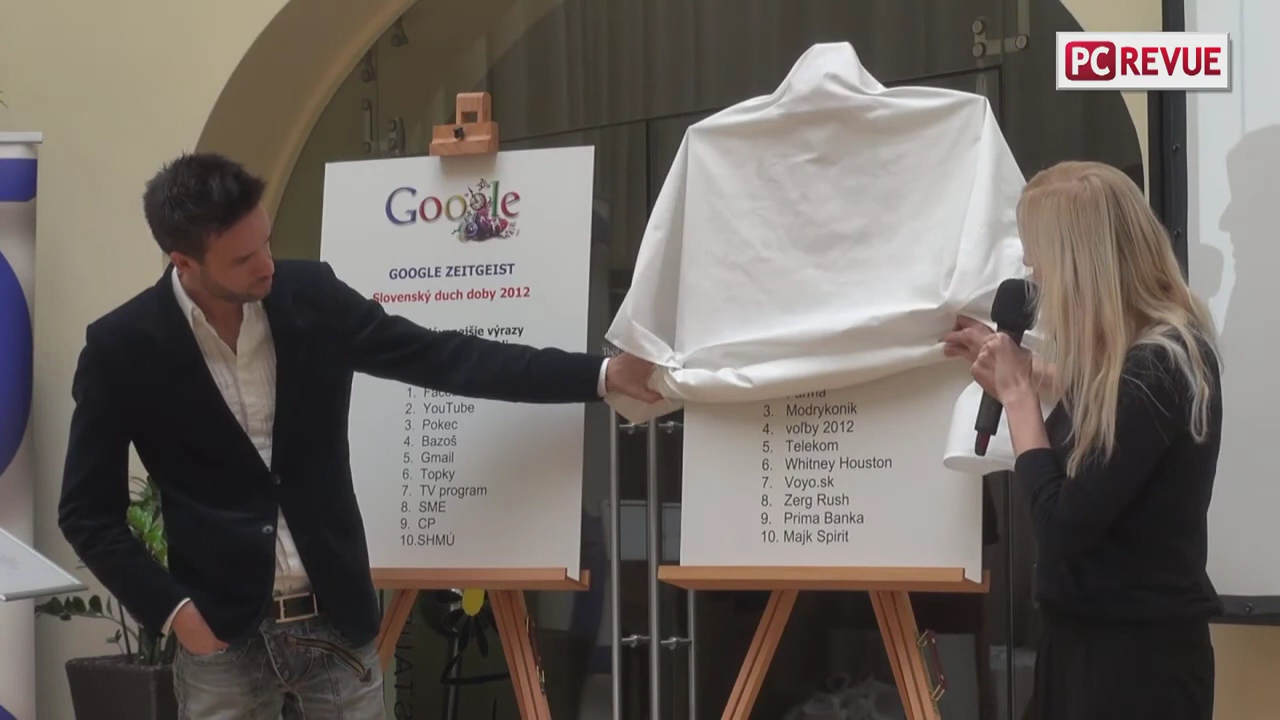 PC REVUE
Google
GOOGLE ZEITGEIST
Slovenský duch doby 2012
výrazy
1.
2. YouTube
3. Pokec
4. Bazoš
5. Gmail
6. Topky
7. TV program
8. SME
9. CP
10.SHMÚ
3. Modrykonik
4. voľby 2012
5. Telekom
6. Whitney Houston
7. Voyo.sk
8. Zerg Rush
9. Prima Banka
10. Majk Spirit